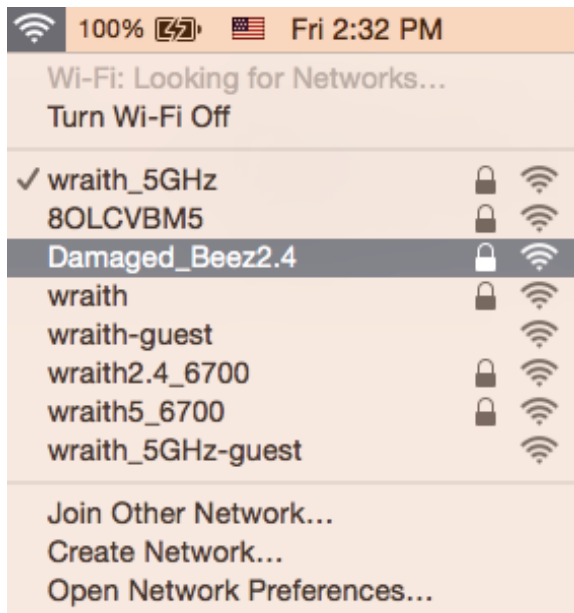 100% Fri 2:32 PM
Wi-Fi: Looking for Networks...
Turn Wi-Fi Off
wraith_5GHz
8OLCVBM5
Damaged_Beez2.4
wraith
wraith-guest
wraith2.4_6700
wraith5_6700
wraith_5GHz-guest
Join Other Network...
Create Network...
Open Network Preferences...